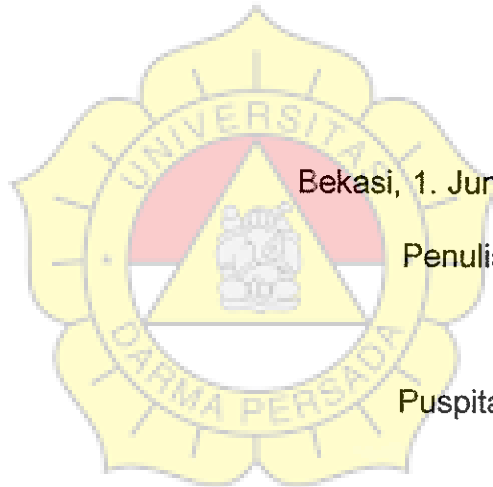 UNIVERSITAS
Bekasi, 1. Jun
Penulis
Puspita
DARMA PERSADA